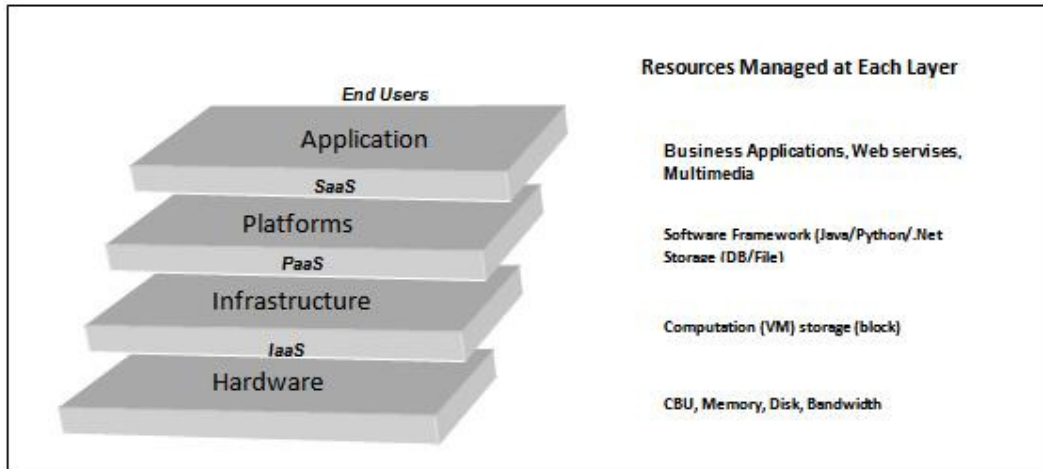 Resources Managed at Each Layer
End Users
Application
SaaS
Business Applications, Web servises,
Multimedia
Platforms
PaaS
Software Framework (Java/Python/.Net
Storage (DB/File)
Infrastructure
IaaS
Computation (VM) storage (block)
Hardware
CBU, Memory, Disk, Bandwidth